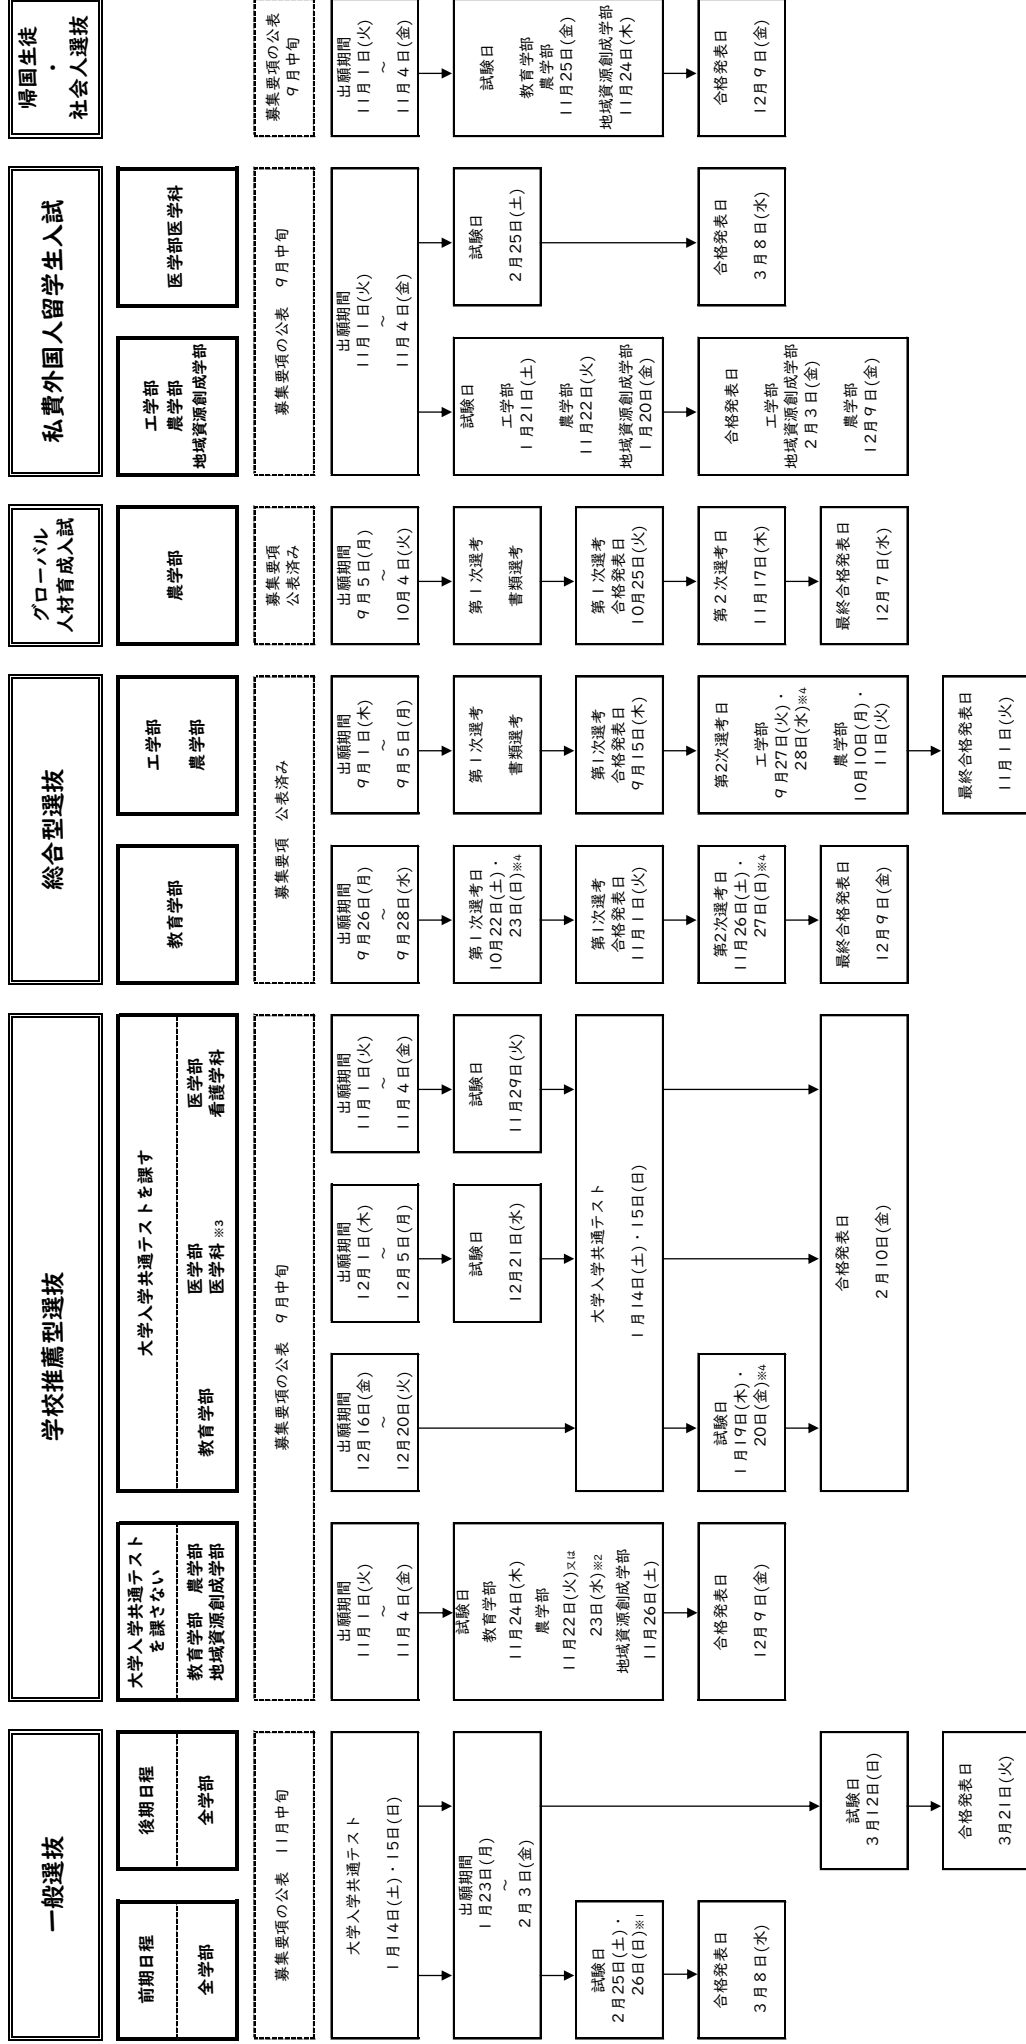 一般選抜
前期日程
全学部
後期日程
全学部
募集要項の公表　11月中旬
大学入学共通テスト
1月14日(土)・15日(日)
出願期間
1月23日(月)
～
2月3日(金)
試験日
2月25日(土)・
26日(日)※1
合格発表日
3月8日(水)
試験日
3月12日(日)
合格発表日
3月21日(火)
学校推薦型選抜
大学入学共通テスト
を課さない
教育学部　農学部
地域資源創成学部
大学入学共通テストを課す
教育学部
医学部
医学科※3
医学部
看護学科
募集要項の公表　9月中旬
出願期間
11月1日(火)
～
11月4日(金)
試験日
教育学部
11月24日(木)
農学部
11月22日(火)又は
23日(水)※2
地域資源創成学部
11月26日(土)
合格発表日
12月9日(金)
出願期間
12月16日(金)
～
12月20日(火)
出願期間
12月1日(木)
～
12月5日(月)
試験日
12月21日(水)
出願期間
11月1日(火)
～
11月4日(金)
試験日
11月29日(火)
大学入学共通テスト
1月14日(土)・15日(日)
試験日
1月19日(木)・
20日(金)※4
合格発表日
2月10日(金)
総合型選抜
教育学部
工学部
農学部
募集要項　公表済み
出願期間
9月26日(月)
～
9月28日(水)
第1次選考日
10月22日(土)・
23日(日)※4
第1次選考
合格発表日
11月1日(火)
第2次選考日
11月26日(土)・
27日(日)※4
最終合格発表日
12月9日(金)
出願期間
9月1日(木)
～
9月5日(月)
第1次選考
書類選考
第1次選考
合格発表日
9月15日(木)
第2次選考日
工学部
9月27日(火)・
28日(水)※4
農学部
10月10日(月)・
11日(火)
最終合格発表日
11月1日(火)
グローバル
人材育成入試
農学部
募集要項
公表済み
出願期間
9月5日(月)
～
10月4日(火)
第1次選考
書類選考
第1次選考
合格発表日
10月25日(火)
第2次選考日
11月17日(木)
最終合格発表日
12月7日(水)
私費外国人留学生入試
工学部
農学部
地域資源創成学部
医学部医学科
募集要項の公表　9月中旬
出願期間
11月1日(火)
～
11月4日(金)
試験日
工学部
1月21日(土)
農学部
11月22日(火)
地域資源創成学部
1月20日(金)
合格発表日
工学部
地域資源創成学部
2月3日(金)
農学部
12月9日(金)
試験日
2月25日(土)
合格発表日
3月8日(水)
帰国生徒
・
社会人選抜
募集要項の公表
9月中旬
出願期間
11月1日(火)
～
11月4日(金)
試験日
教育学部
農学部
11月25日(金)
地域資源創成学部
11月24日(木)
合格発表日
12月9日(金)